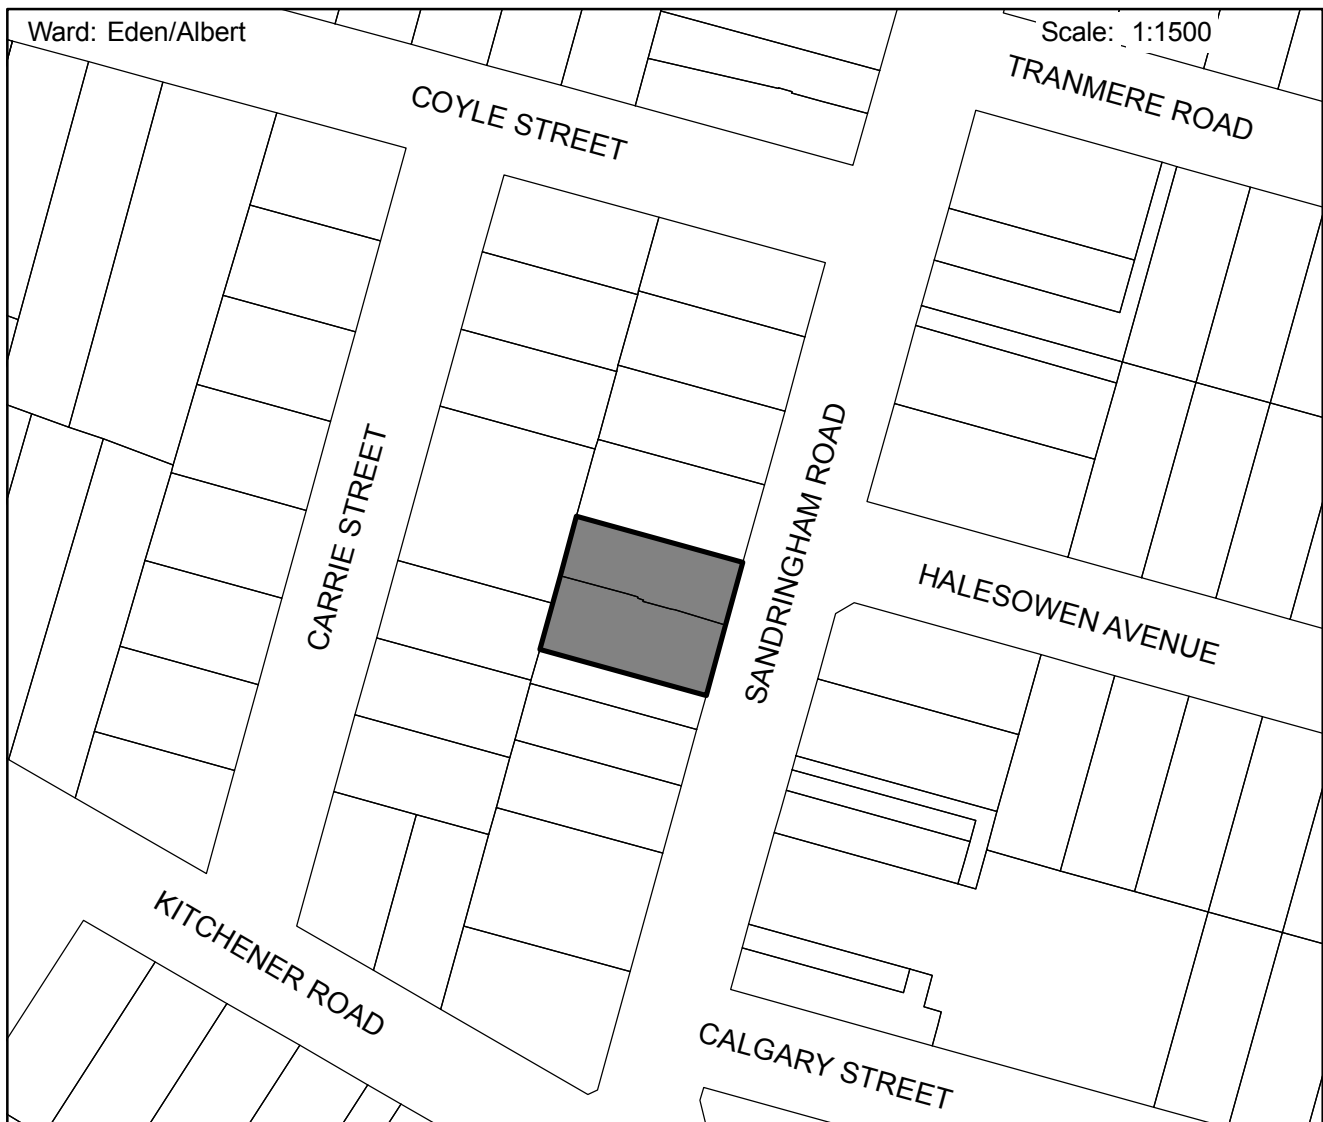 Ward: Eden/Albert
Scale: 1:1500
TRANMERE ROAD
COYLE STREET
CARRIE STREET
SANDRINGHAM ROAD
HALESOWEN AVENUE
KITCHENER ROAD
CALGARY STREET